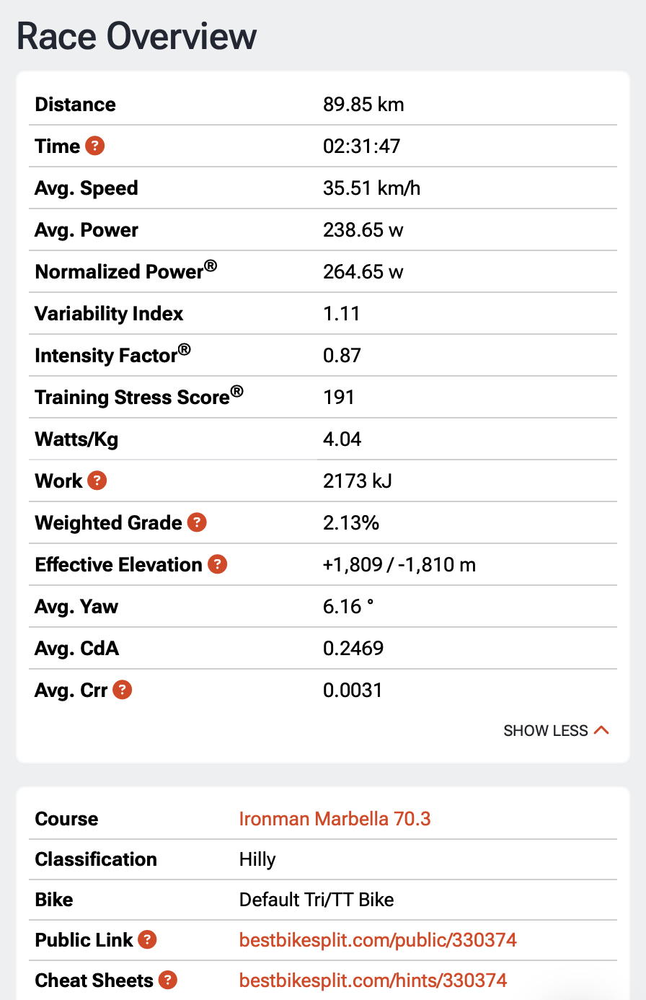 Race Overview
Distance 89.85 km
Time ? 02:31:47
Avg. Speed 35.51 km/h
Avg. Power 238.65 w
Normalized Power® 264.65 w
Variability Index 1.11
Intensity Factor® 0.87
Training Stress Score® 191
Watts/Kg 4.04
Work ? 2173 kJ
Weighted Grade ? 2.13%
Effective Elevation ? +1,809 / -1,810 m
Avg. Yaw 6.16 °
Avg. CdA 0.2469
Avg. Crr ? 0.0031
SHOW LESS
Course Ironman Marbella 70.3
Classification Hilly
Bike Default Tri/TT Bike
Public Link ? bestbikesplit.com/public/330374
Cheat Sheets ? bestbikesplit.com/hints/330374